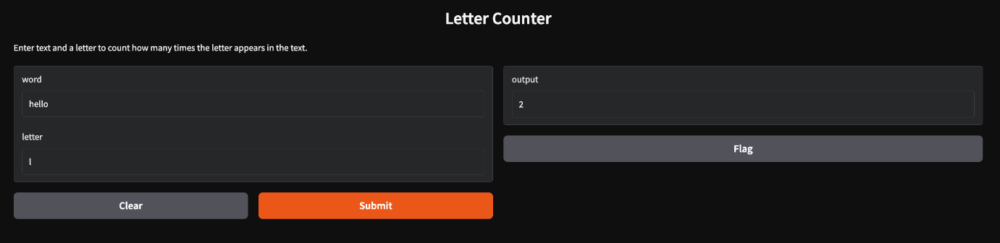 Letter Counter
Enter text and a letter to count how many times the letter appears in the text.
word
hello
letter
l
Clear
Submit
output
2
Flag